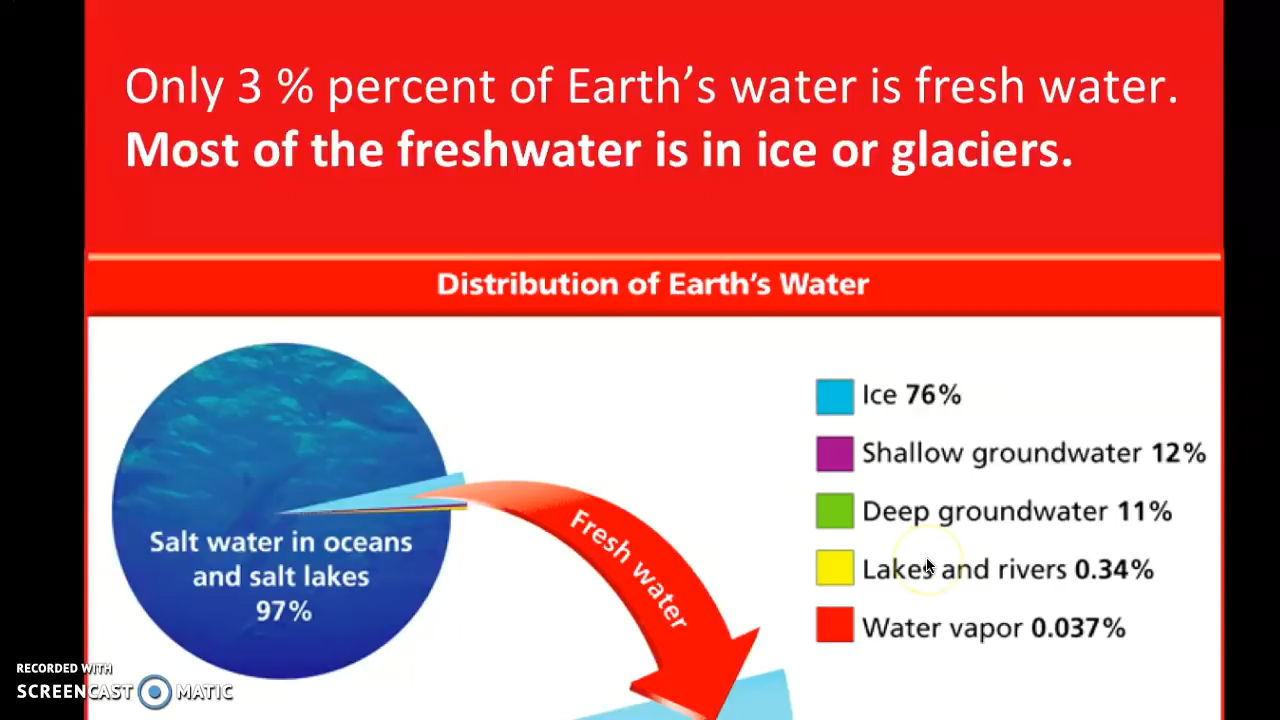 Only 3 % percent of Earth’s water is fresh water.
Most of the freshwater is in ice or glaciers.
Distribution of Earth’s Water
Ice 76%
Shallow groundwater 12%
Deep groundwater 11%
Lakes and rivers 0.34%
Water vapor 0.037%
Salt water in oceans
and salt lakes
97%
Fresh water
RECORDED WITH
SCREENCAST MATIC